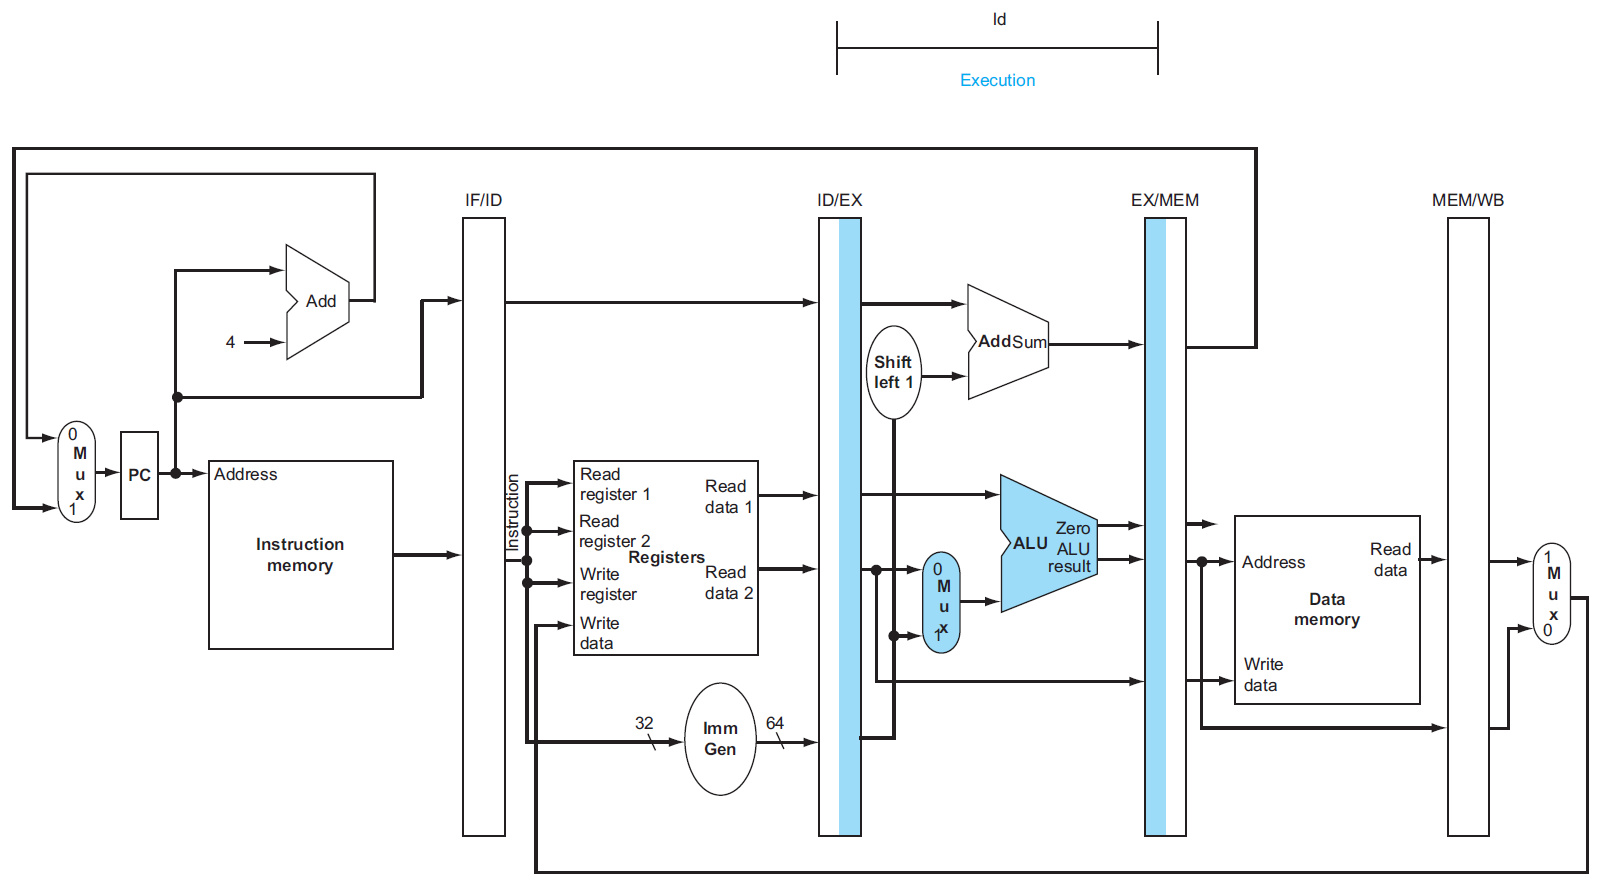 ld
Execution
IF/ID
ID/EX
EX/MEM
MEM/WB
Add
4
Shift
left 1
AddSum
0
M
u
x
1
PC
Address
Instruction
memory
Instruction
Read
register 1
Read
register 2
Registers
Write
register
Write
data
Read
data 1
Read
data 2
32
Imm
Gen
64
0
M
u
x
1
ALU
Zero
ALU
result
Address
Read
data
Data
memory
Write
data
1
M
u
x
0